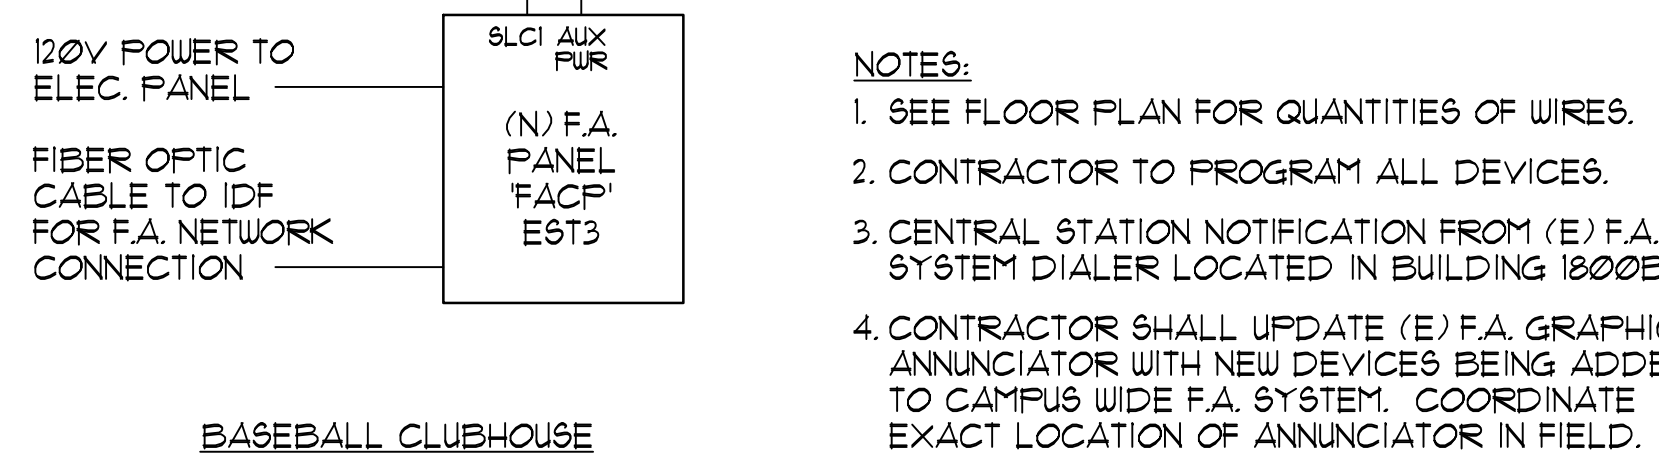 120V POWER TO
ELEC. PANEL
FIBER OPTIC
CABLE TO IDF
FOR F.A. NETWORK
CONNECTION
SLC1 AUX
PWR
(N) F.A.
PANEL
'FACP'
EST3
BASEBALL CLUBHOUSE
NOTES:
1. SEE FLOOR PLAN FOR QUANTITIES OF WIRES.
2. CONTRACTOR TO PROGRAM ALL DEVICES.
3. CENTRAL STATION NOTIFICATION FROM (E) F.A.
SYSTEM DIALER LOCATED IN BUILDING 1800B
4. CONTRACTOR SHALL UPDATE (E) F.A. GRAPHIC
ANNUNCIATOR WITH NEW DEVICES BEING ADDE
TO CAMPUS WIDE F.A. SYSTEM. COORDINATE
EXACT LOCATION OF ANNUNCIATOR IN FIELD.